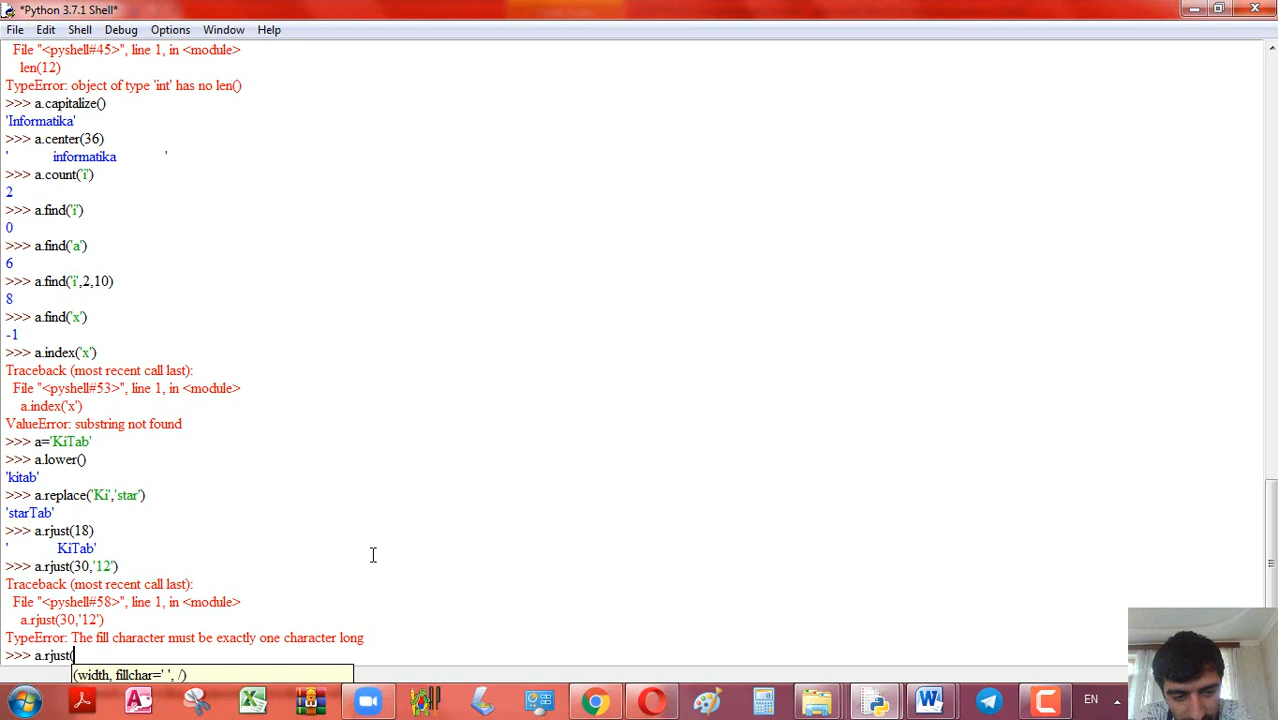 *Python 3.7.1 Shell*
File Edit Shell Debug Options Window Help
File "<pyshell#45>", line 1, in <module>
len(12)
TypeError: object of type 'int' has no len()
>>> a.capitalize()
'Informatika'
>>> a.center(36)
'            informatika             '
>>> a.count('i')
2
>>> a.find('i')
0
>>> a.find('a')
6
>>> a.find('i',2,10)
8
>>> a.find('x')
-1
>>> a.index('x')
Traceback (most recent call last):
File "<pyshell#53>", line 1, in <module>
a.index('x')
ValueError: substring not found
>>> a='KiTab'
>>> a.lower()
'kitab'
>>> a.replace('Ki','star')
'starTab'
>>> a.rjust(18)
'             KiTab'
>>> a.rjust(30,'12')
Traceback (most recent call last):
File "<pyshell#58>", line 1, in <module>
a.rjust(30,'12')
TypeError: The fill character must be exactly one character long
>>> a.rjust(
(width, fillchar=' ', /)
EN